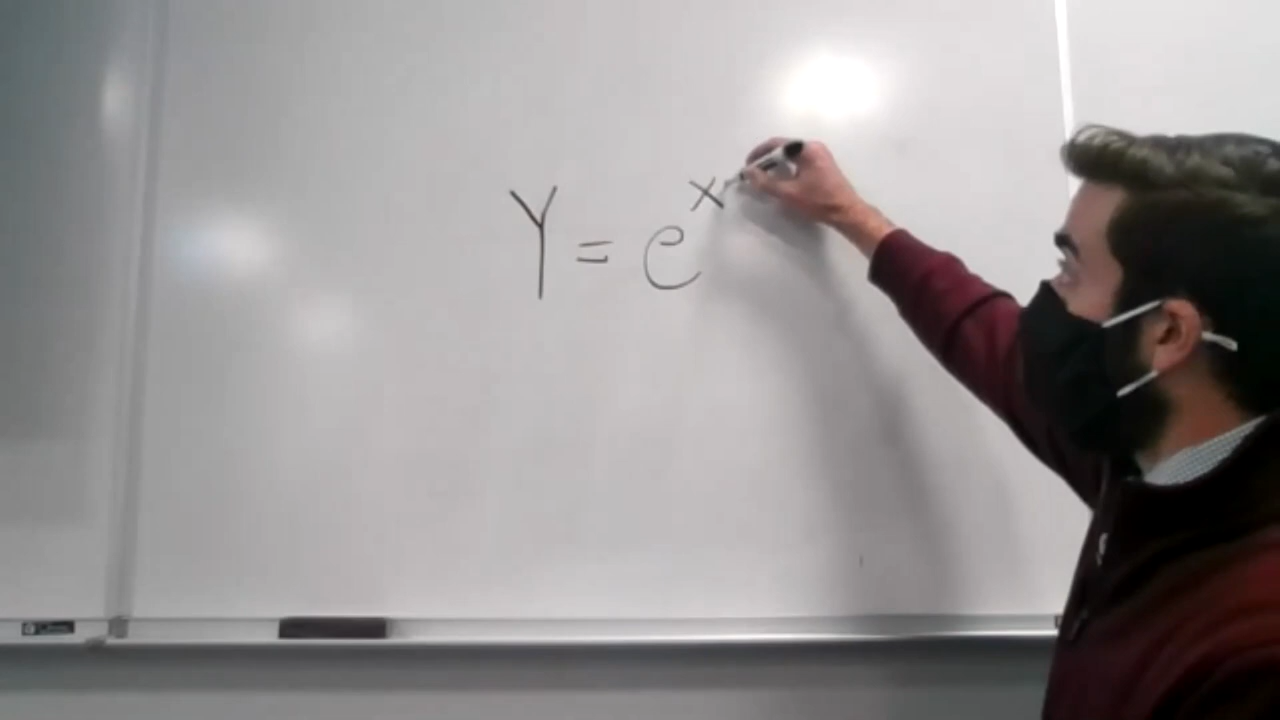 Y = e^x